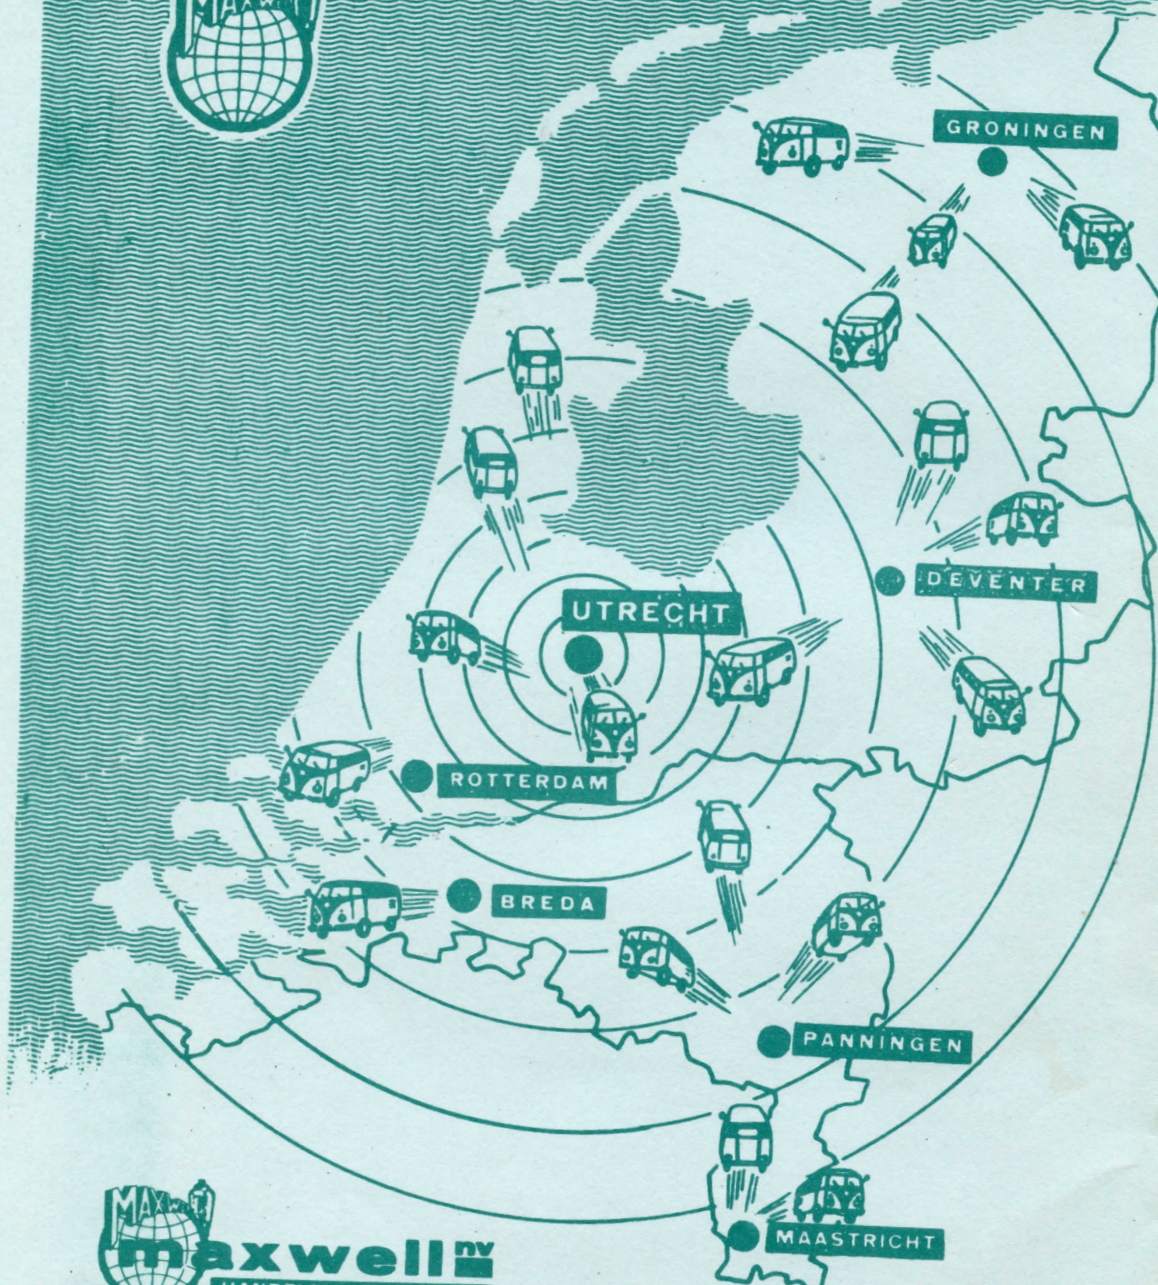 GRONINGEN
DEVENTER
UTRECHT
ROTTERDAM
BREDA
PANNINGEN
MAASTRICHT
maxwell nv